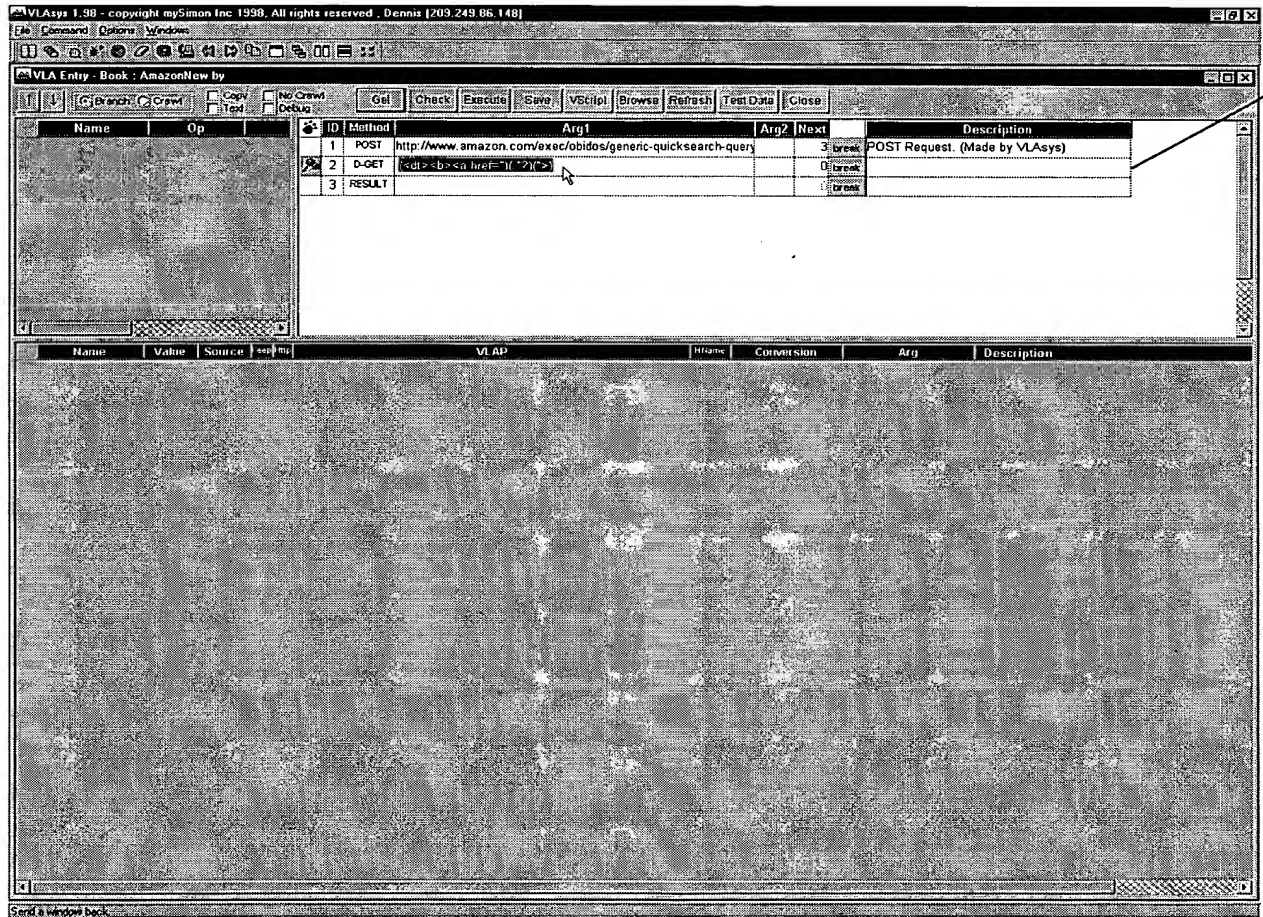 VLAsys 1.98 - copyright mySimon Inc 1998, All rights reserved , Dennis [209.249.66.148]
File Command Options Windows
VLA Entry - Book : AmazonNew by
Branch Crawl Copy Text No Crawl Debug Get Check Execute Save VScript Browse Refresh Test Data Close
Name Op
ID Method Arg1 Arg2 Next Description
1 POST http://www.amazon.com/exec/obidos/generic-quicksearch-query 3 break POST Request. (Made by VLAsys)
2 D-GET (<dt><b><a href=")(.*?)(">) 0 break
3 RESULT break
Name Value Source VLAP HName Conversion Arg Description
Send a window back